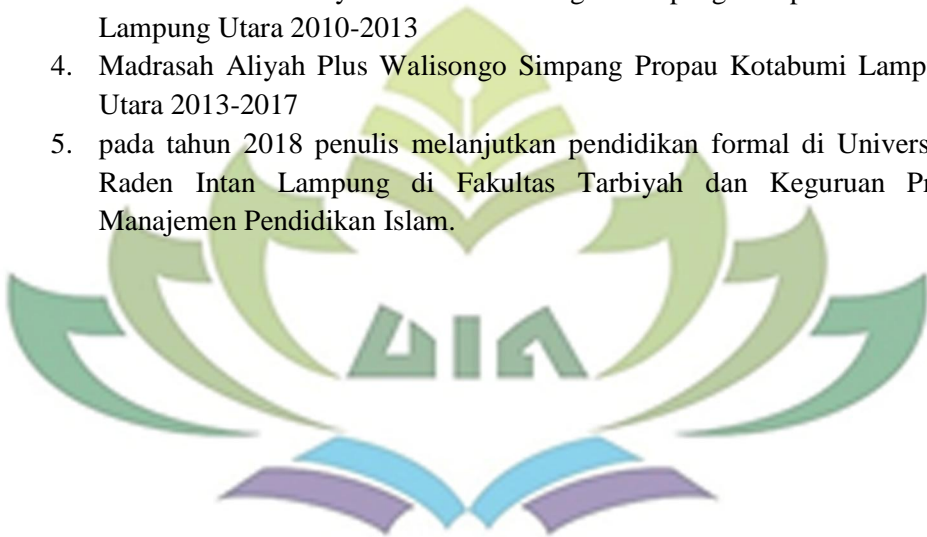 Lampung Utara 2010-2013
4. Madrasah Aliyah Plus Walisongo Simpang Propau Kotabumi Lamp
Utara 2013-2017
5. pada tahun 2018 penulis melanjutkan pendidikan formal di Univers
Raden Intan Lampung di Fakultas Tarbiyah dan Keguruan Pr
Manajemen Pendidikan Islam.
UIN